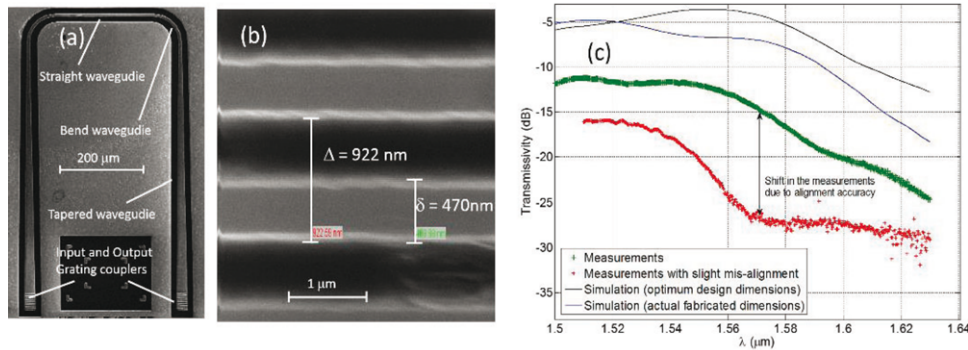 (a)
Straight wavegudie
Bend wavegudie
200 μm
Tapered wavegudie
Input and Output
Grating couplers
(b)
Δ = 922 nm
δ = 470nm
1 μm
(c)
Transmissivity (dB)
-5
-10
-15
-20
-25
-30
-35
Shift in the measurements
due to alignment accuracy
Measurements
Measurements with slight mis-alignment
Simulation (optimum design dimensions)
Simulation (actual fabricated dimensions)
1.5
1.52
1.54
1.56
1.58
1.6
1.62
1.64
λ (μm)